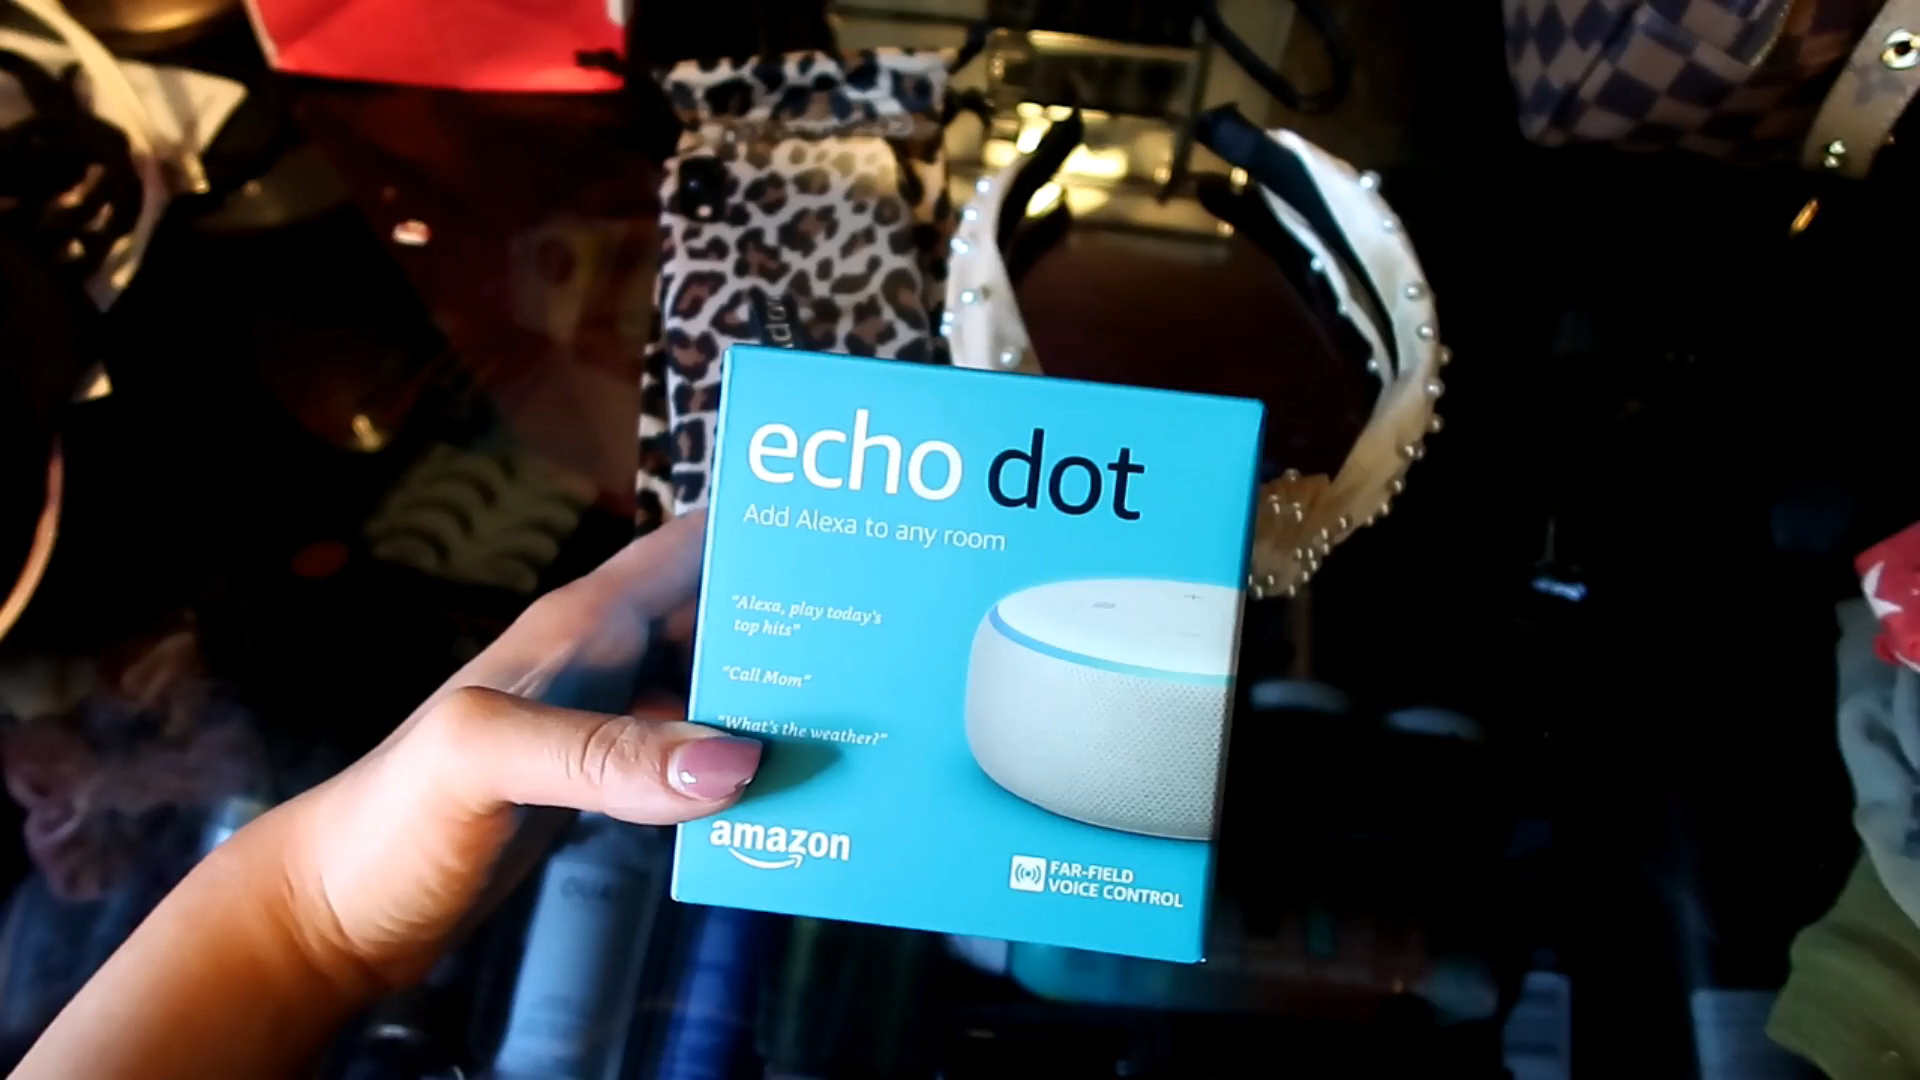 echo dot
Add Alexa to any room
"Alexa, play today's
top hits"
"Call Mom"
"What's the weather?"
amazon
FAR-FIELD
VOICE CONTROL